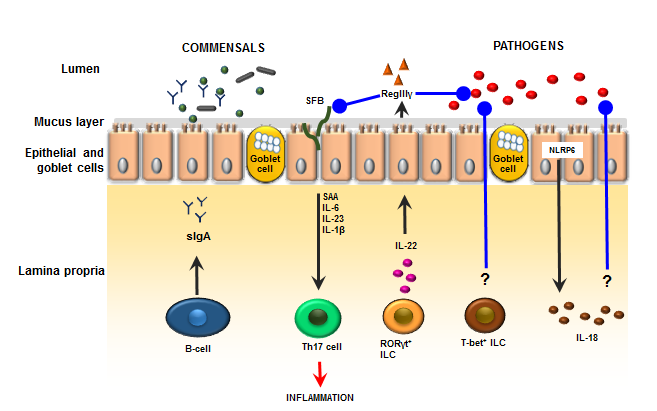 COMMENSALS
PATHOGENS
Lumen
RegIIIγ
SFB
Mucus layer
Epithelial and
goblet cells
Goblet
cell
Goblet
cell
NLRP6
SAA
IL-6
IL-23
IL-1β
sIgA
IL-22
Lamina propria
?
?
B-cell
Th17 cell
RORγt⁺
ILC
T-bet⁺ ILC
IL-18
INFLAMMATION